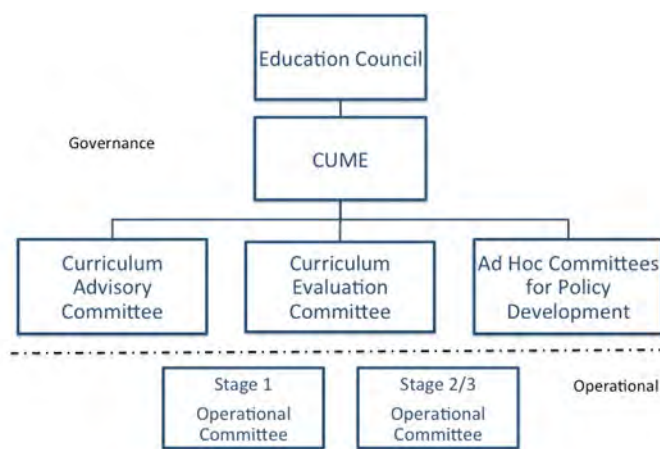 Education Council
Governance
CUME
Curriculum
Advisory
Committee
Curriculum
Evaluation
Committee
Ad Hoc Committees
for Policy
Development
Stage 1
Operational
Committee
Stage 2/3
Operational
Committee
Operational